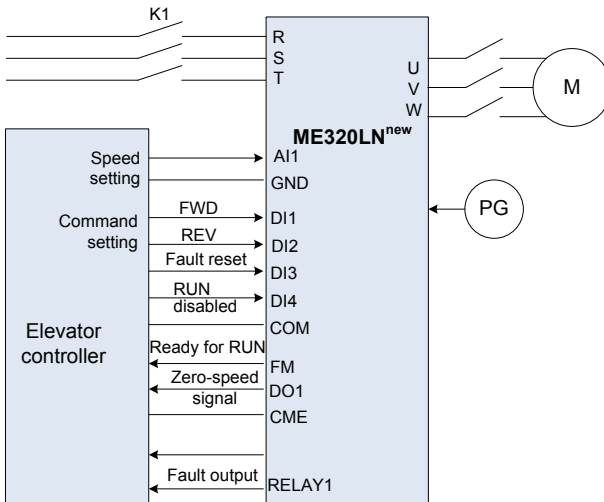 K1
R
S
T
U
V
W
M
ME320LNnew
Speed
setting
AI1
GND
PG
Command
setting
FWD
DI1
REV
DI2
Fault reset
DI3
RUN
disabled
DI4
COM
Elevator
controller
Ready for RUN
FM
Zero-speed
signal
DO1
CME
Fault output
RELAY1